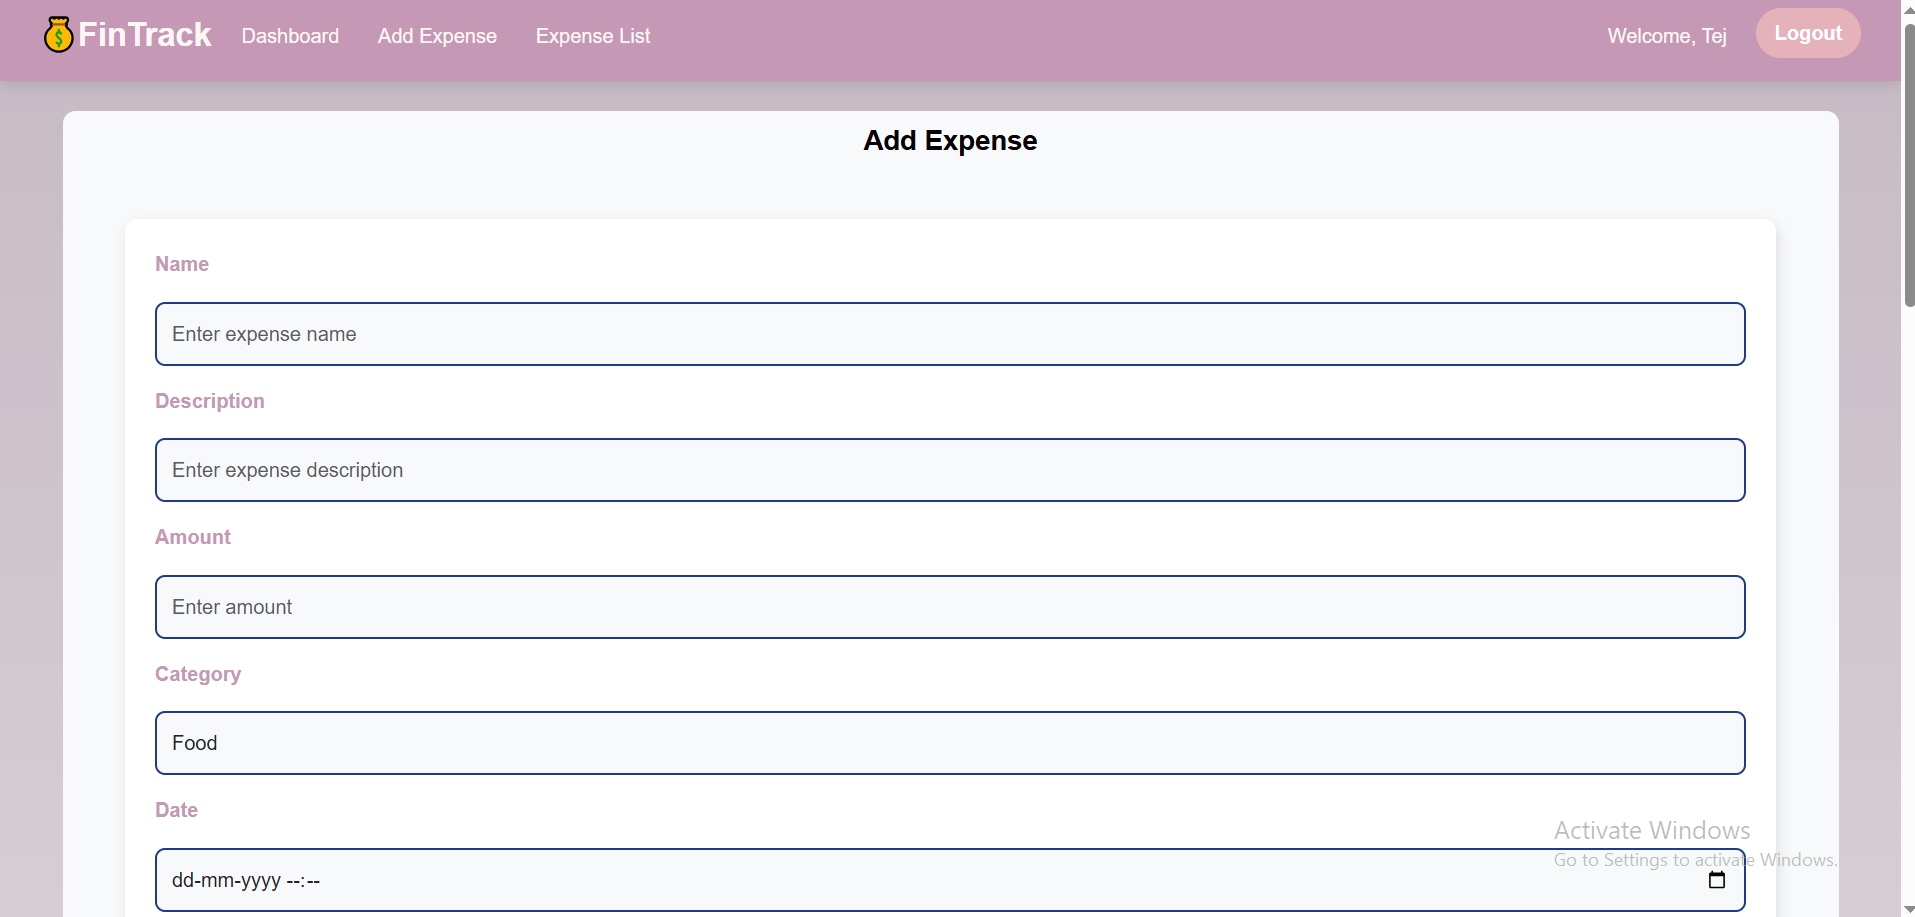 FinTrack Dashboard Add Expense Expense List Welcome, Tej Logout
Add Expense
Name
Enter expense name
Description
Enter expense description
Amount
Enter amount
Category
Food
Date
dd-mm-yyyy --:--
Activate Windows
Go to Settings to activate Windows.